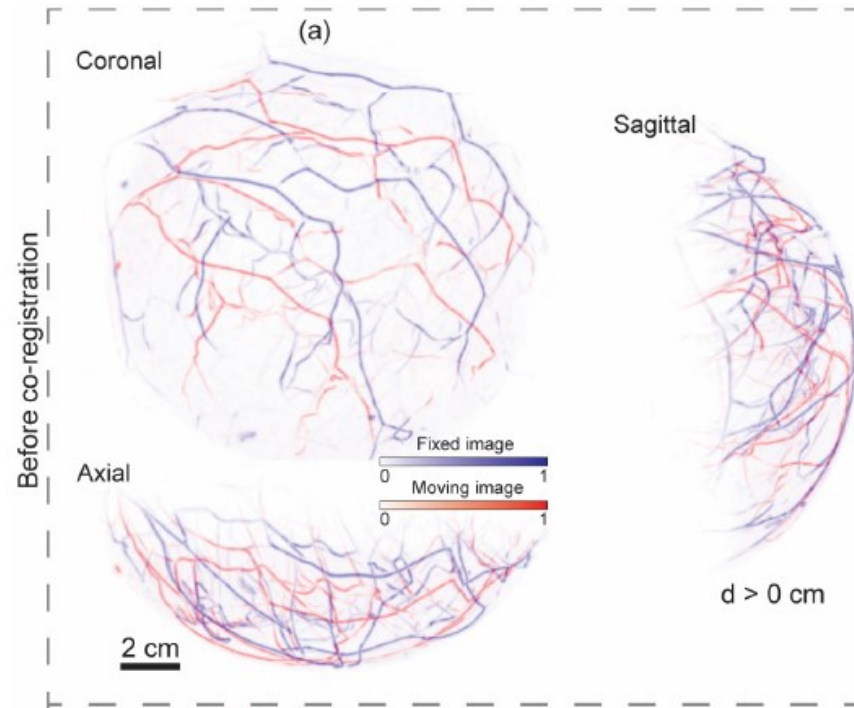 (a)
Coronal
Sagittal
Before co-registration
Fixed image
0 1
Moving image
0 1
Axial
2 cm
d > 0 cm